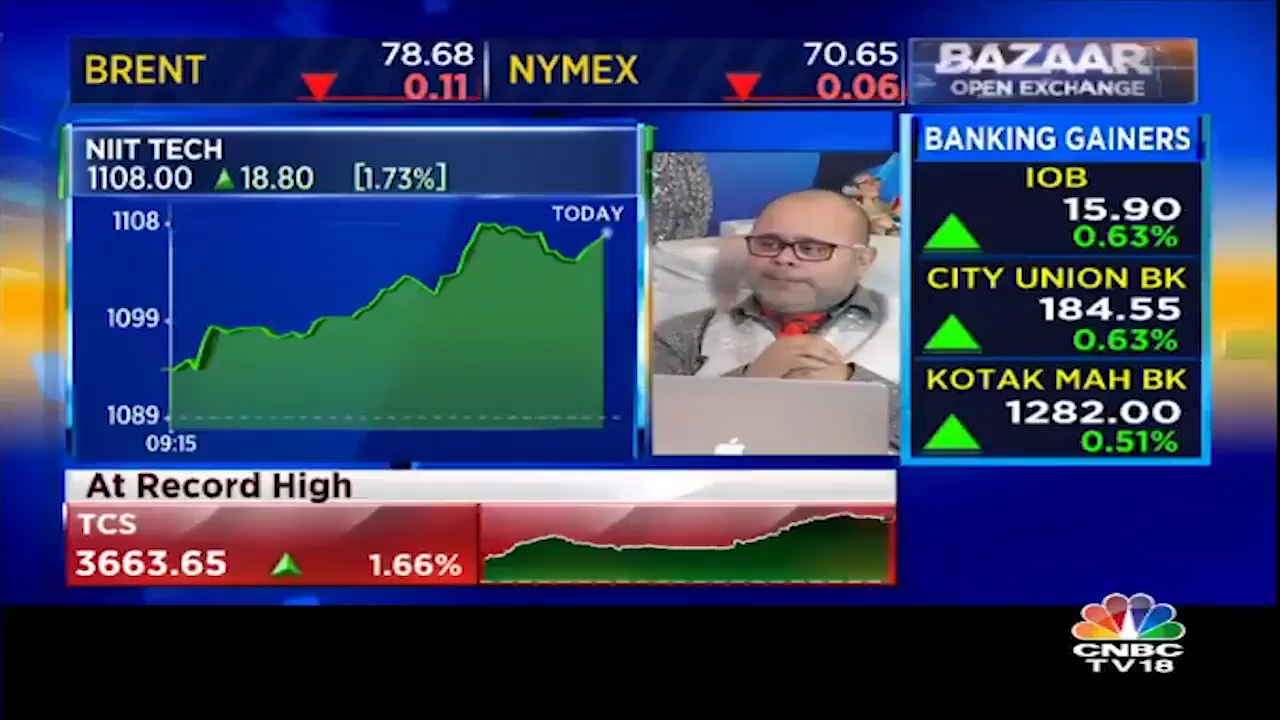 BRENT
78.68
0.11
NYMEX
70.65
0.06
BAZAAR
OPEN EXCHANGE
NIIT TECH
1108.00 18.80 [1.73%]
TODAY
1108
1099
1089
09:15
BANKING GAINERS
IOB
15.90
0.63%
CITY UNION BK
184.55
0.63%
KOTAK MAH BK
1282.00
0.51%
At Record High
TCS
3663.65 1.66%
CNBC
TV18